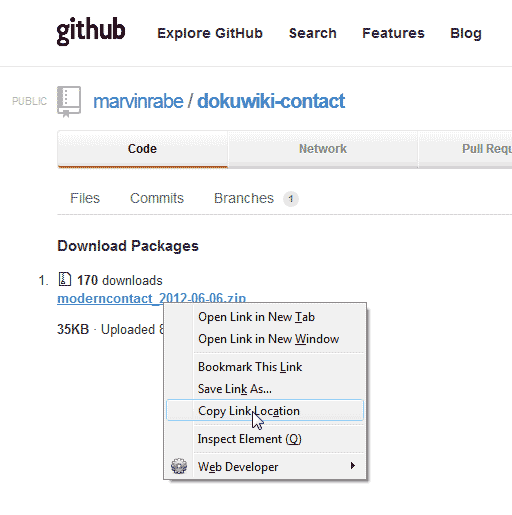 github Explore GitHub Search Features Blog
PUBLIC marvinrabe / dokuwiki-contact
Code Network Pull Requ
Files Commits Branches 1
Download Packages
1. 170 downloads
moderncontact_2012-06-06.zip
35KB · Uploaded 8
Open Link in New Tab
Open Link in New Window
Bookmark This Link
Save Link As...
Copy Link Location
Inspect Element (Q)
Web Developer